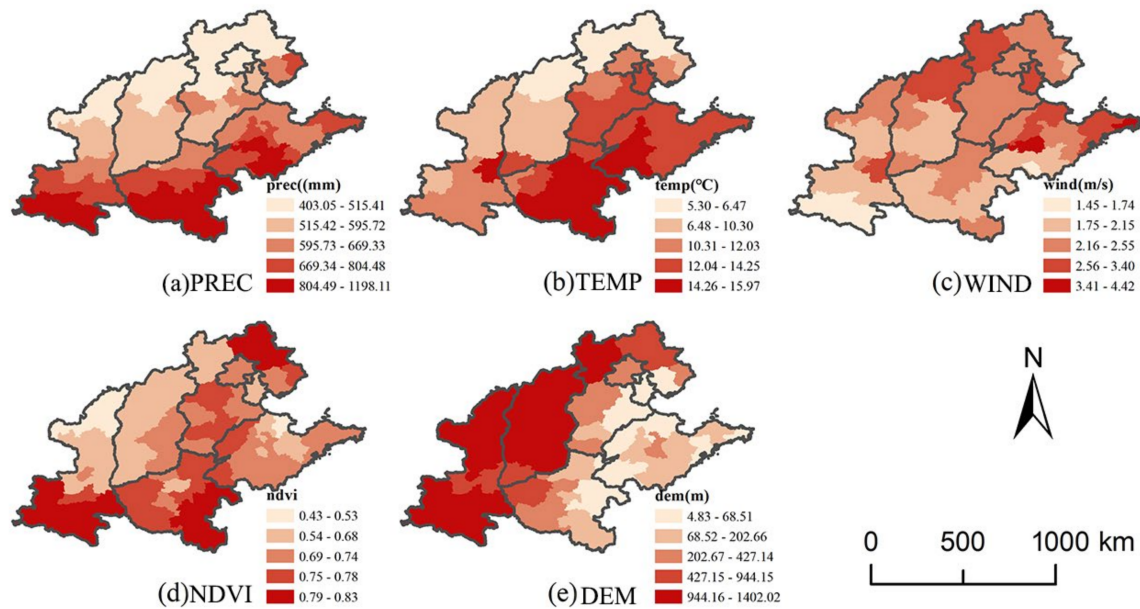 prec((mm)
403.05 - 515.41
515.42 - 595.72
595.73 - 669.33
669.34 - 804.48
804.49 - 1198.11
(a)PREC
temp(°C)
5.30 - 6.47
6.48 - 10.30
10.31 - 12.03
12.04 - 14.25
14.26 - 15.97
(b)TEMP
wind(m/s)
1.45 - 1.74
1.75 - 2.15
2.16 - 2.55
2.56 - 3.40
3.41 - 4.42
(c)WIND
ndvi
0.43 - 0.53
0.54 - 0.68
0.69 - 0.74
0.75 - 0.78
0.79 - 0.83
(d)NDVI
dem(m)
4.83 - 68.51
68.52 - 202.66
202.67 - 427.14
427.15 - 944.15
944.16 - 1402.02
(e)DEM
N
0 500 1000 km